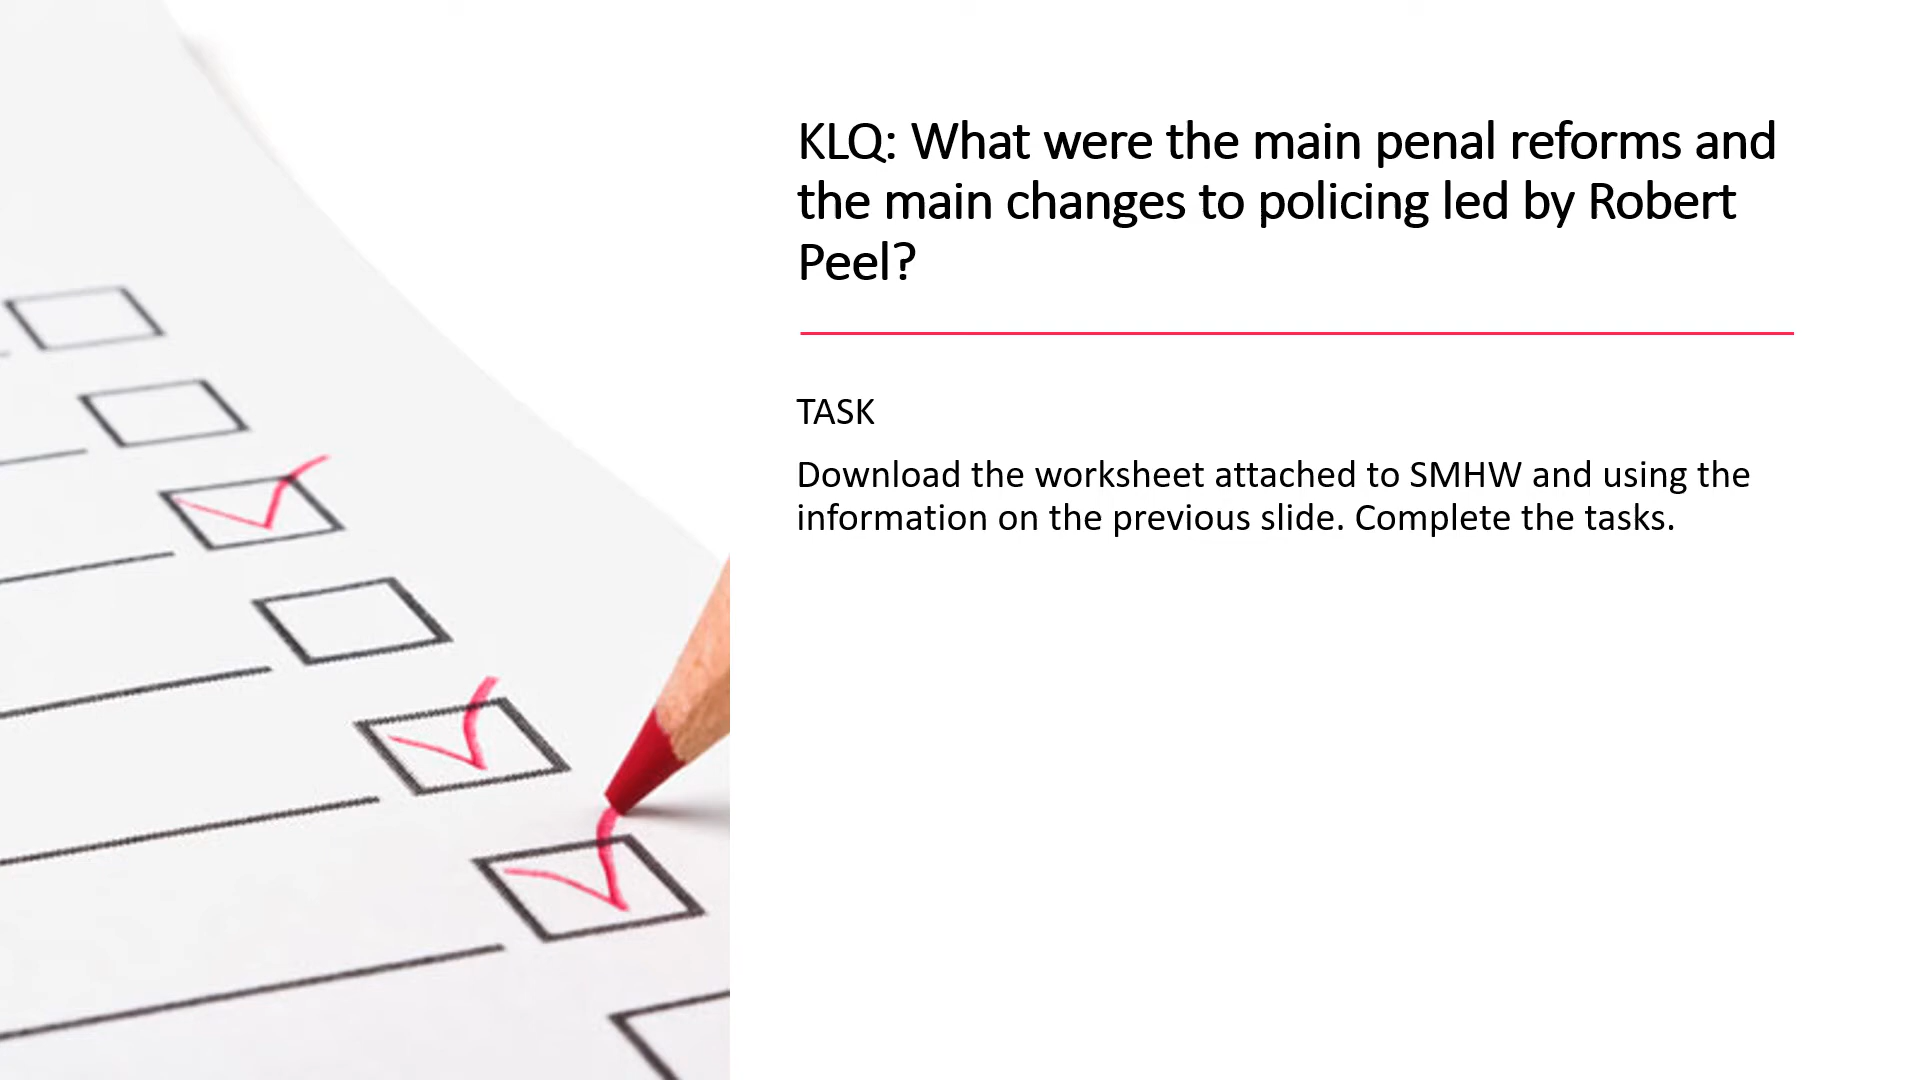 KLQ: What were the main penal reforms and
the main changes to policing led by Robert
Peel?
TASK
Download the worksheet attached to SMHW and using the
information on the previous slide. Complete the tasks.